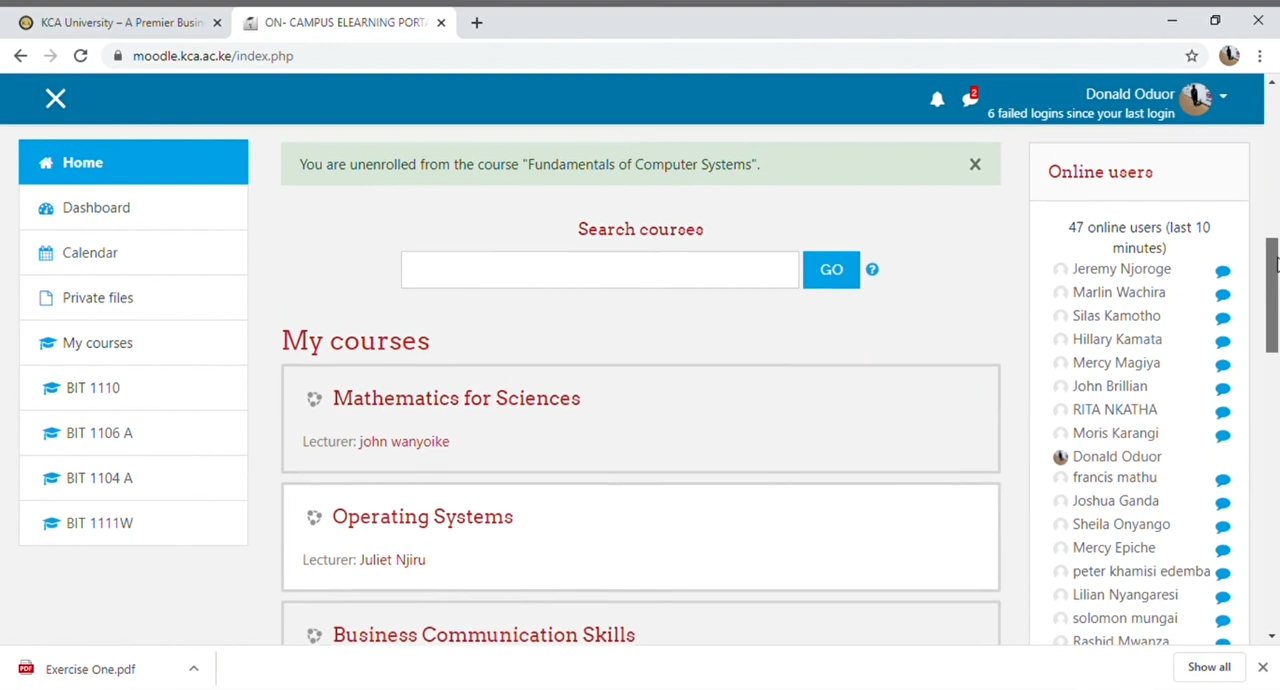 KCA University – A Premier Busin
ON- CAMPUS ELEARNING PORTA
moodle.kca.ac.ke/index.php
2
Donald Oduor
6 failed logins since your last login
Home
Dashboard
Calendar
Private files
My courses
BIT 1110
BIT 1106 A
BIT 1104 A
BIT 1111W
You are unenrolled from the course "Fundamentals of Computer Systems".
Search courses
GO
My courses
Mathematics for Sciences
Lecturer: john wanyoike
Operating Systems
Lecturer: Juliet Njiru
Business Communication Skills
Online users
47 online users (last 10
minutes)
Jeremy Njoroge
Marlin Wachira
Silas Kamotho
Hillary Kamata
Mercy Magiya
John Brillian
RITA NKATHA
Moris Karangi
Donald Oduor
francis mathu
Joshua Ganda
Sheila Onyango
Mercy Epiche
peter khamisi edemba
Lilian Nyangaresi
solomon mungai
Rashid Mwanza
PDF
Exercise One.pdf
Show all